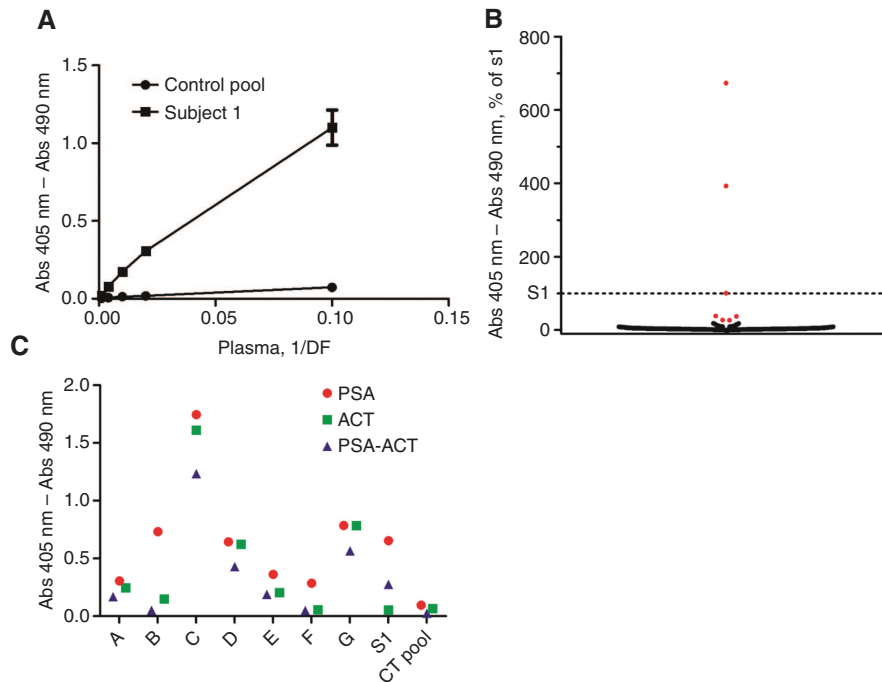 A
Abs 405 nm – Abs 490 nm
1.5
1.0
0.5
0.0
Control pool
Subject 1
0.00
0.05
0.10
0.15
Plasma, 1/DF
B
Abs 405 nm – Abs 490 nm, % of s1
800
600
400
200
S1
0
C
Abs 405 nm – Abs 490 nm
2.0
1.5
1.0
0.5
0.0
PSA
ACT
PSA-ACT
A
B
C
D
E
F
G
S1
CT pool